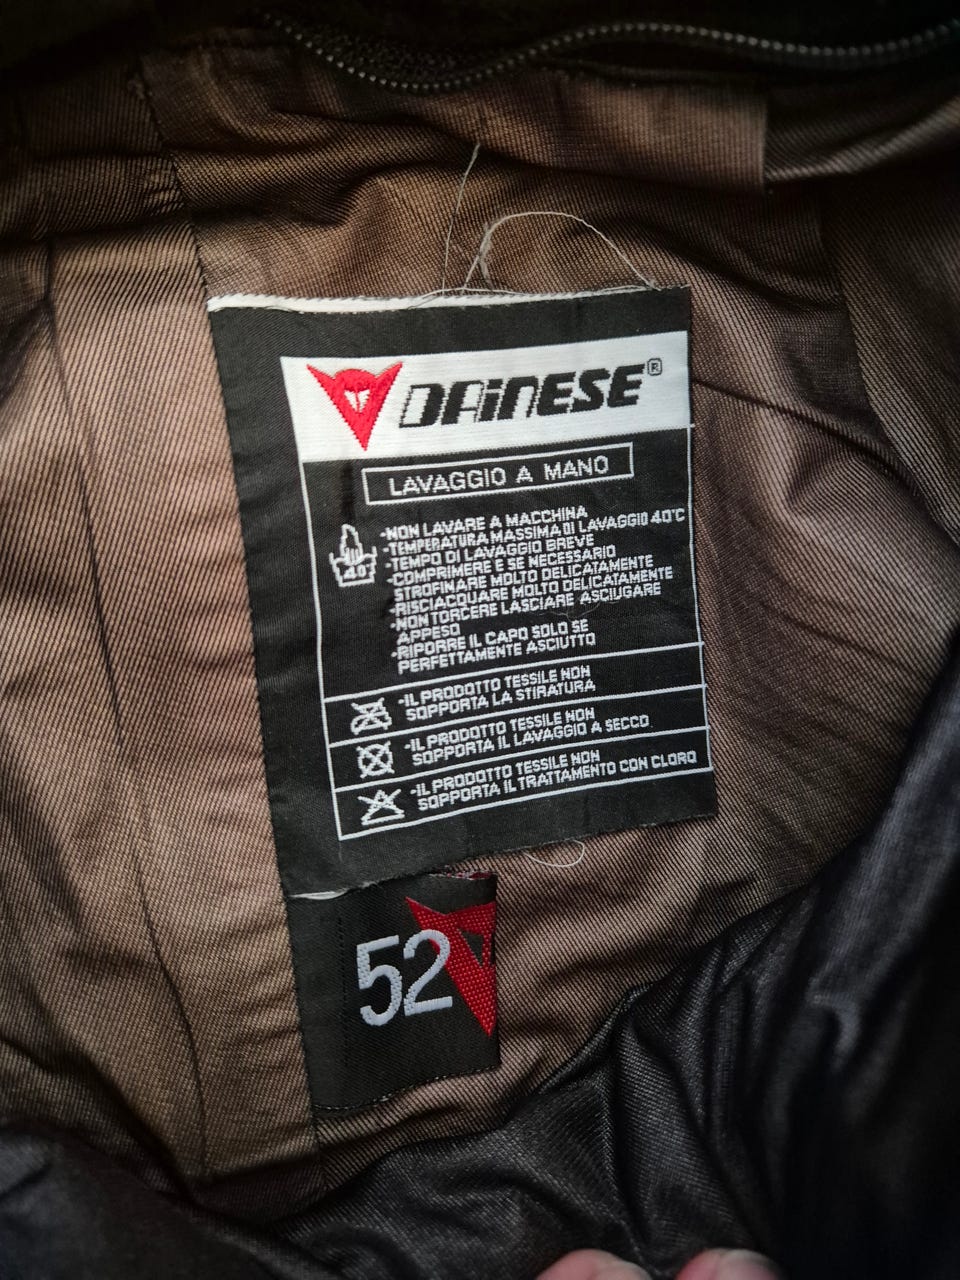 DAiNESE®
LAVAGGIO A MANO
-NON LAVARE A MACCHINA
-TEMPERATURA MASSIMA DI LAVAGGIO 40°C
-TEMPO DI LAVAGGIO BREVE
-COMPRIMERE E SE NECESSARIO
STROFINARE MOLTO DELICATAMENTE
-RISCIACQUARE MOLTO DELICATAMENTE
-NON TORCERE LASCIARE ASCIUGARE
APPESO
-RIPORRE IL CAPO SOLO SE
PERFETTAMENTE ASCIUTTO
40
-IL PRODOTTO TESSILE NON
SOPPORTA LA STIRATURA
-IL PRODOTTO TESSILE NON
SOPPORTA IL LAVAGGIO A SECCO
-IL PRODOTTO TESSILE NON
SOPPORTA IL TRATTAMENTO CON CLORO
52